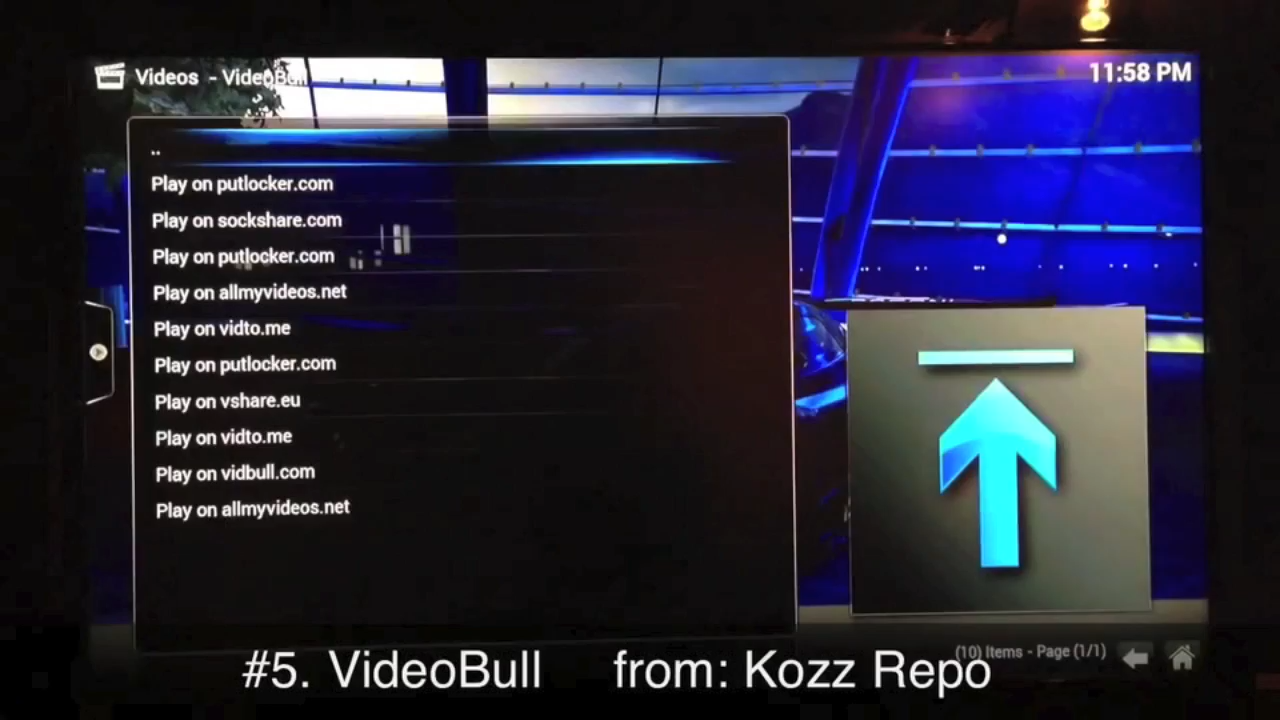 Videos - VideoBull
11:58 PM
..
Play on putlocker.com
Play on sockshare.com
Play on putlocker.com
Play on allmyvideos.net
Play on vidto.me
Play on putlocker.com
Play on vshare.eu
Play on vidto.me
Play on vidbull.com
Play on allmyvideos.net
(10) Items - Page (1/1)
#5. VideoBull from: Kozz Repo